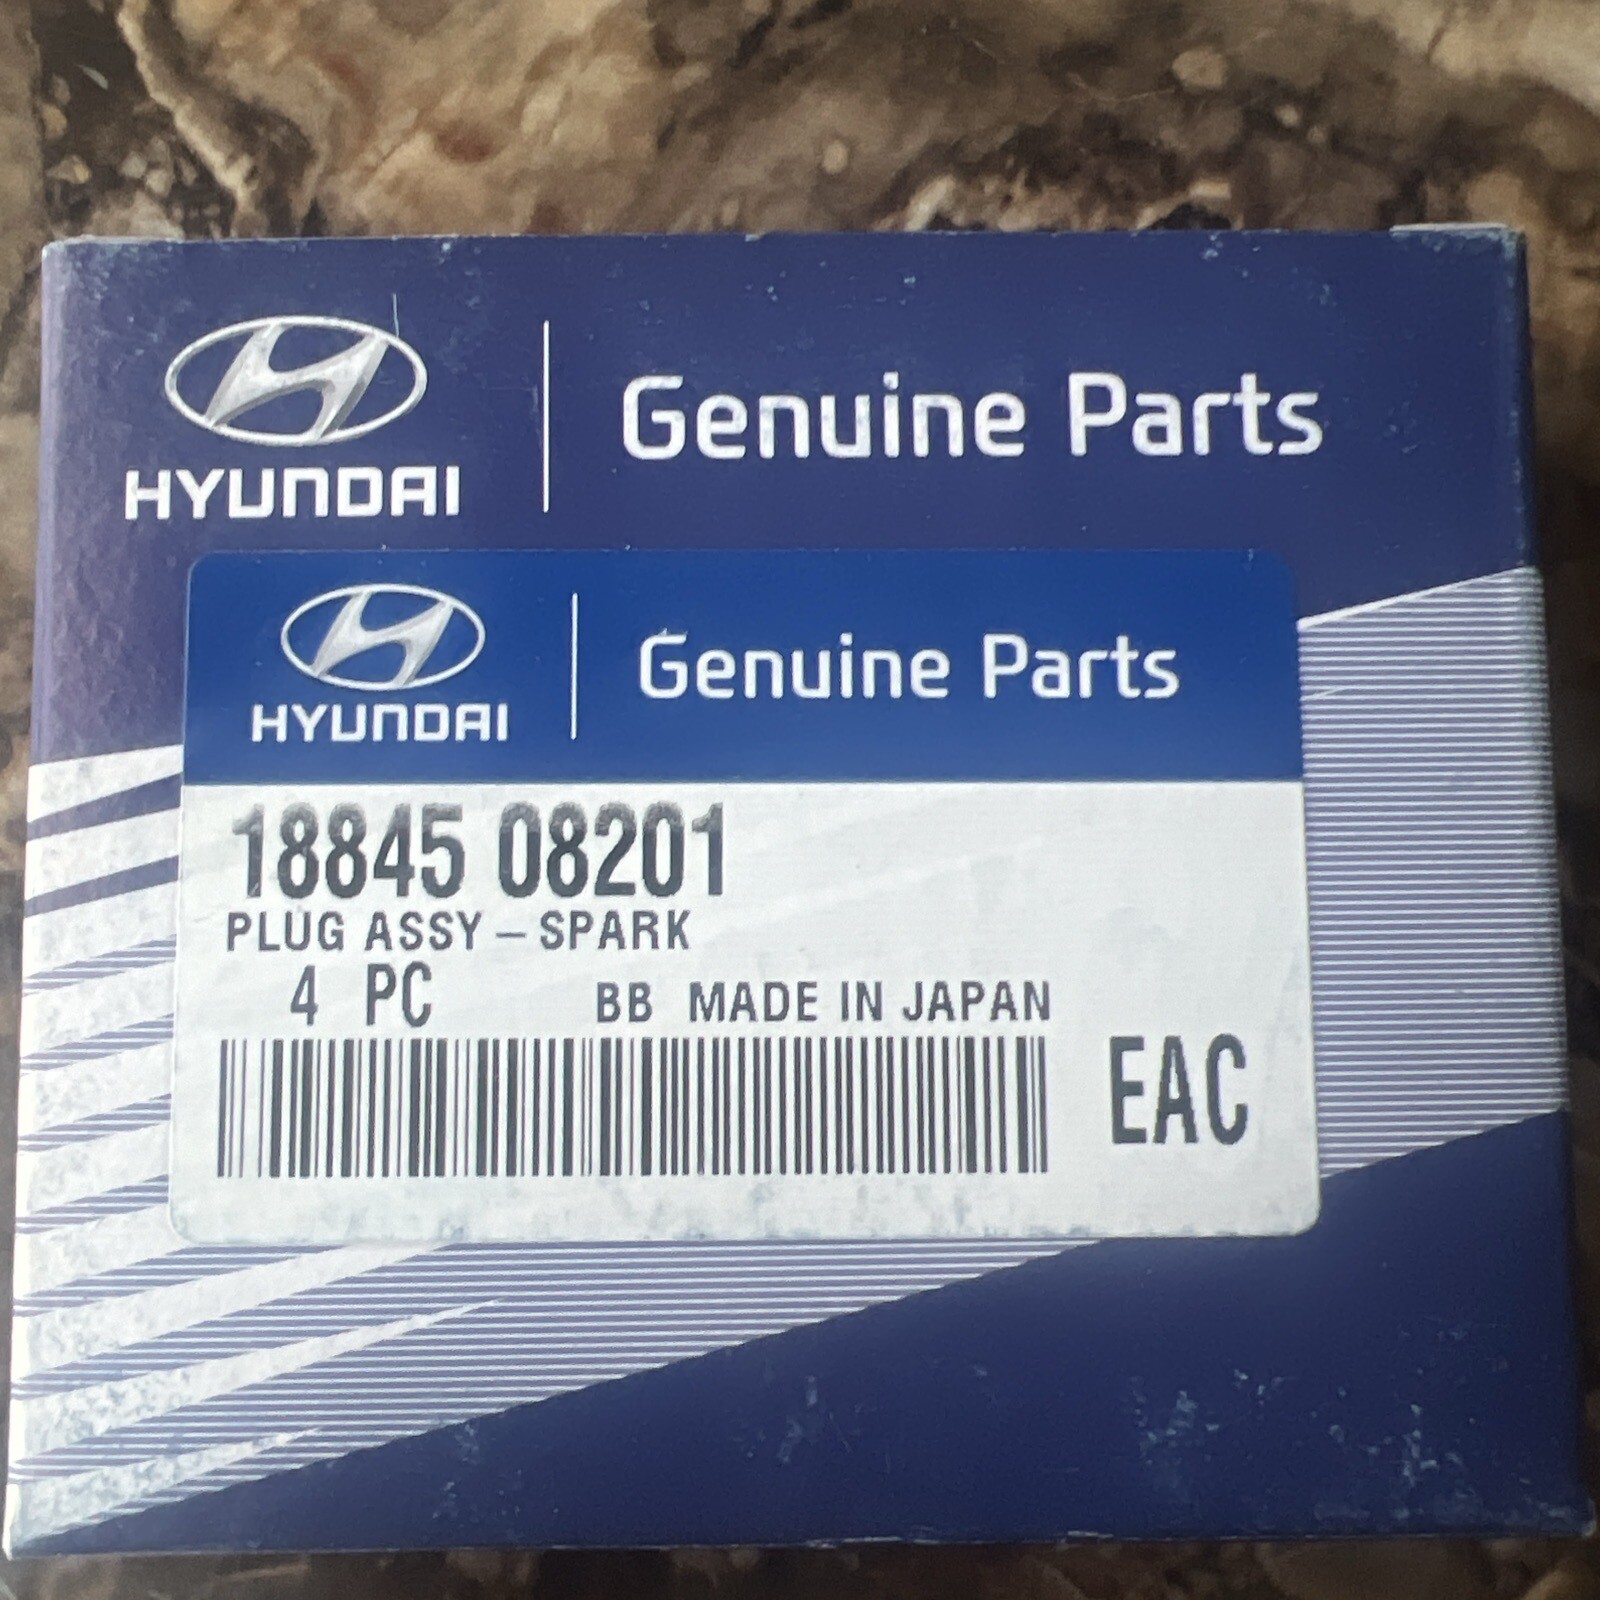 HYUNDAI
Genuine Parts
HYUNDAI
Genuine Parts
18845 08201
PLUG ASSY – SPARK
4 PC BB MADE IN JAPAN
EAC